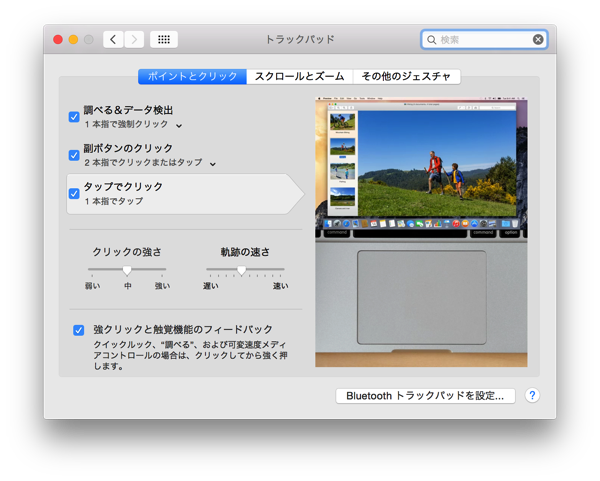 トラックパッド
検索
ポイントとクリック
スクロールとズーム
その他のジェスチャ
調べる＆データ検出
1 本指で強制クリック
副ボタンのクリック
2 本指でクリックまたはタップ
タップでクリック
1 本指でタップ
クリックの強さ
弱い 中 強い
軌跡の速さ
遅い 速い
強クリックと触覚機能のフィードバック
クイックルック、“調べる”、および可変速度メディ
アコントロールの場合は、クリックしてから強く押
します。
command command option
Bluetooth トラックパッドを設定...
?